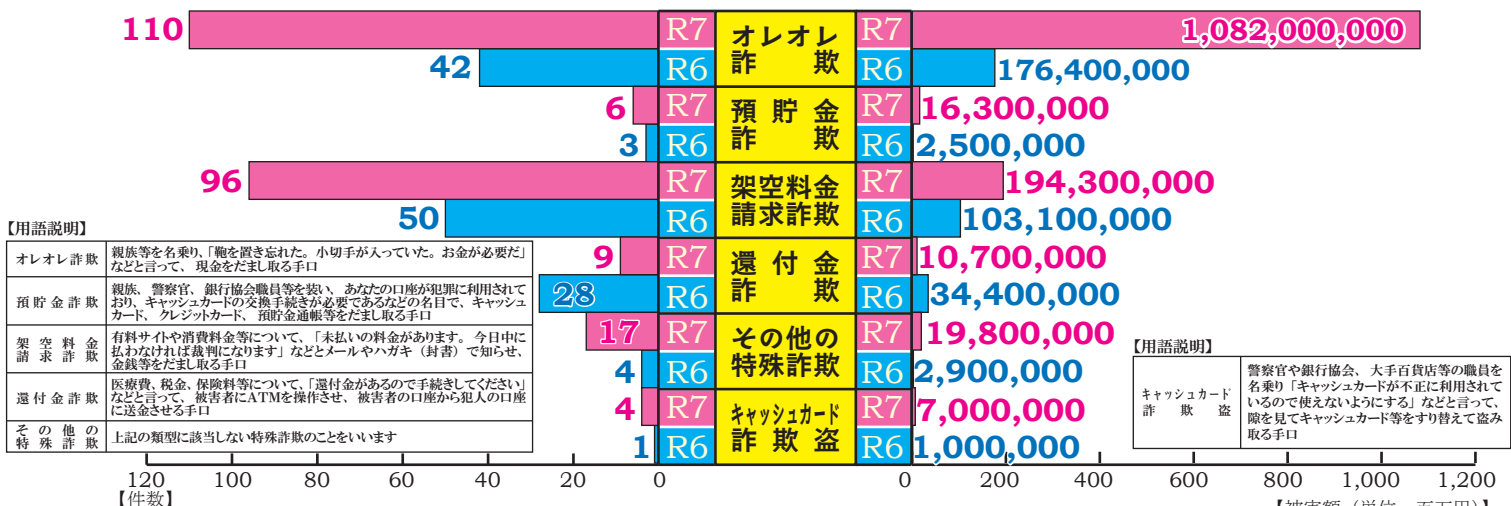 110 R7 オレオレ詐欺 R7 1,082,000,000
42 R6 R6 176,400,000
6 R7 預貯金詐欺 R7 16,300,000
3 R6 R6 2,500,000
96 R7 架空料金請求詐欺 R7 194,300,000
50 R6 R6 103,100,000
9 R7 還付金詐欺 R7 10,700,000
28 R6 R6 34,400,000
17 R7 その他の特殊詐欺 R7 19,800,000
4 R6 R6 2,900,000
4 R7 キャッシュカード詐欺盗 R7 7,000,000
1 R6 R6 1,000,000
【用語説明】
オレオレ詐欺
親族等を名乗り、「鞄を置き忘れた。小切手が入っていた。お金が必要だ」
などと言って、現金をだまし取る手口
預貯金詐欺
親族、警察官、銀行協会職員等を装い、あなたの口座が犯罪に利用されて
おり、キャッシュカードの交換手続きが必要であるなどの名目で、キャッシュ
カード、クレジットカード、預貯金通帳等をだまし取る手口
架空料金
請求詐欺
有料サイトや消費料金等について、「未払いの料金があります。今日中に
払わなければ裁判になります」などとメールやハガキ（封書）で知らせ、
金銭等をだまし取る手口
還付金詐欺
医療費、税金、保険料等について、「還付金があるので手続きしてください」
などと言って、被害者にATMを操作させ、被害者の口座から犯人の口座
に送金させる手口
その他の
特殊詐欺
上記の類型に該当しない特殊詐欺のことをいいます
【用語説明】
キャッシュカード
詐欺盗
警察官や銀行協会、大手百貨店等の職員を
名乗り「キャッシュカードが不正に利用されて
いるので使えないようにする」などと言って、
隙を見てキャッシュカード等をすり替えて盗み
取る手口
120 100 80 60 40 20 0 0 200 400 600 800 1,000 1,200
【件数】
【被害額（単位　百万円）】